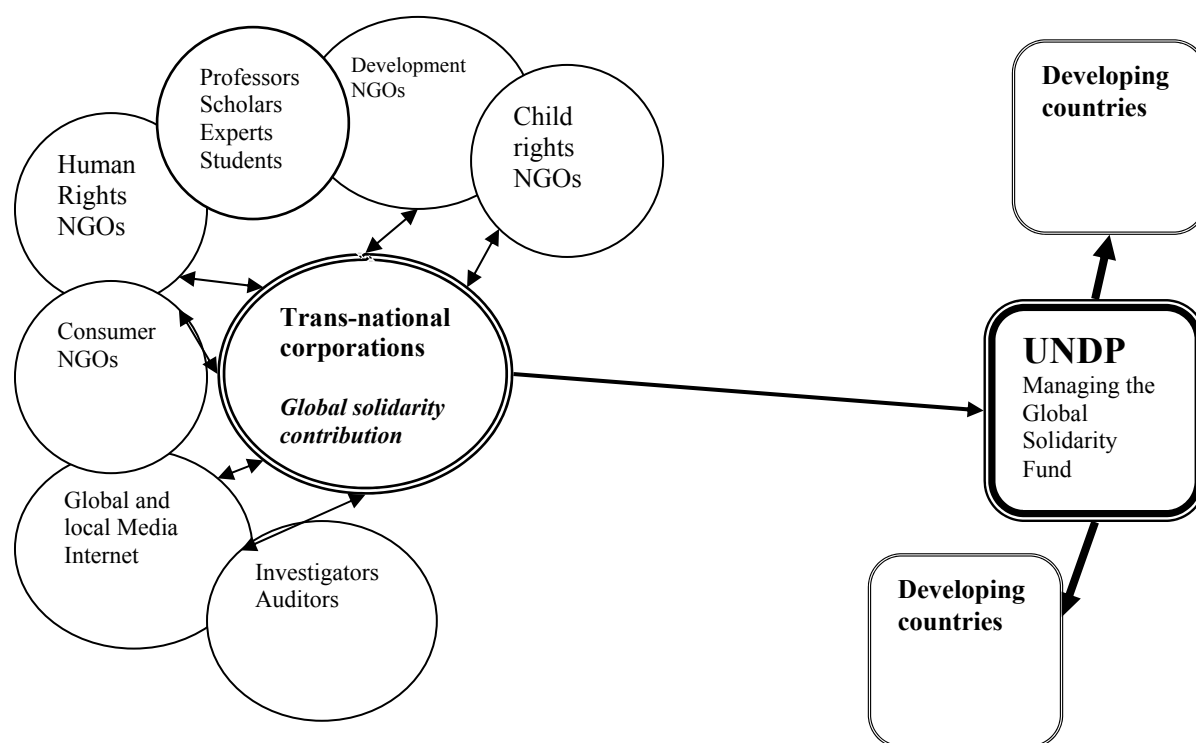 Professors
Scholars
Experts
Students
Development
NGOs
Child
rights
NGOs
Human
Rights
NGOs
Consumer
NGOs
Global and
local Media
Internet
Investigators
Auditors
Trans-national
corporations
Global solidarity
contribution
Developing
countries
UNDP
Managing the
Global
Solidarity
Fund
Developing
countries